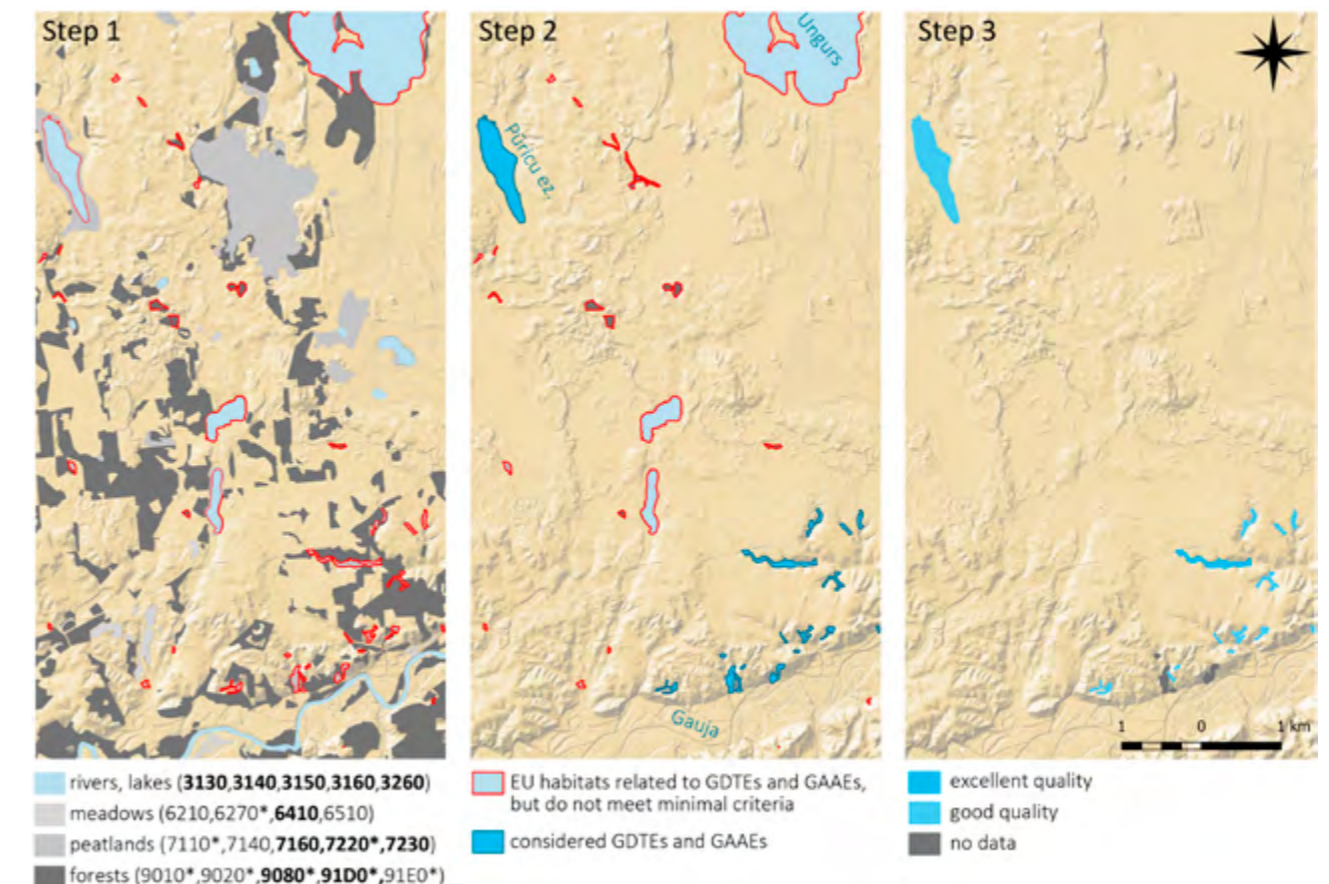 Step 1
Step 2
Ungurs
Pūricu ez.
Gauja
Step 3
1 0 1 km
rivers, lakes (3130,3140,3150,3160,3260)
meadows (6210,6270*,6410,6510)
peatlands (7110*,7140,7160,7220*,7230)
forests (9010*,9020*,9080*,91D0*,91E0*)
EU habitats related to GDTEs and GAAEs,
but do not meet minimal criteria
considered GDTEs and GAAEs
excellent quality
good quality
no data